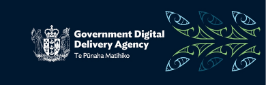 Government Digital
Delivery Agency
Te Pūnaha Matihiko